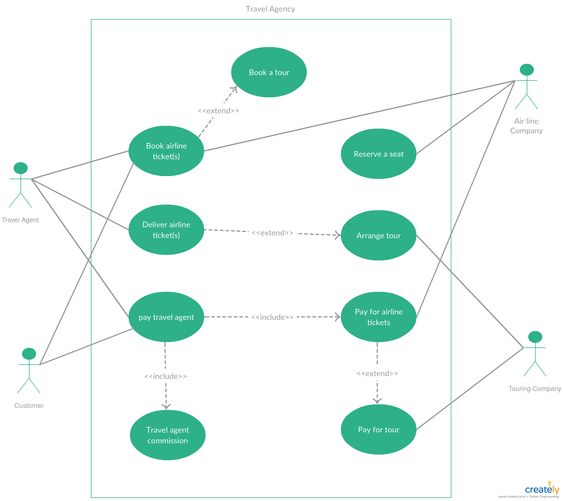 Travel Agency
Book a tour
<<extend>>
Air line
Company
Book airline
ticket(s)
Reserve a seat
Travel Agent
Deliver airline
ticket(s)
<<extend>>
Arrange tour
pay travel agent
<<include>>
Pay for airline
tickets
<<include>>
<<extend>>
Customer
Touring Company
Travel agent
commission
Pay for tour
creately
www.creately.com • Online Diagramming